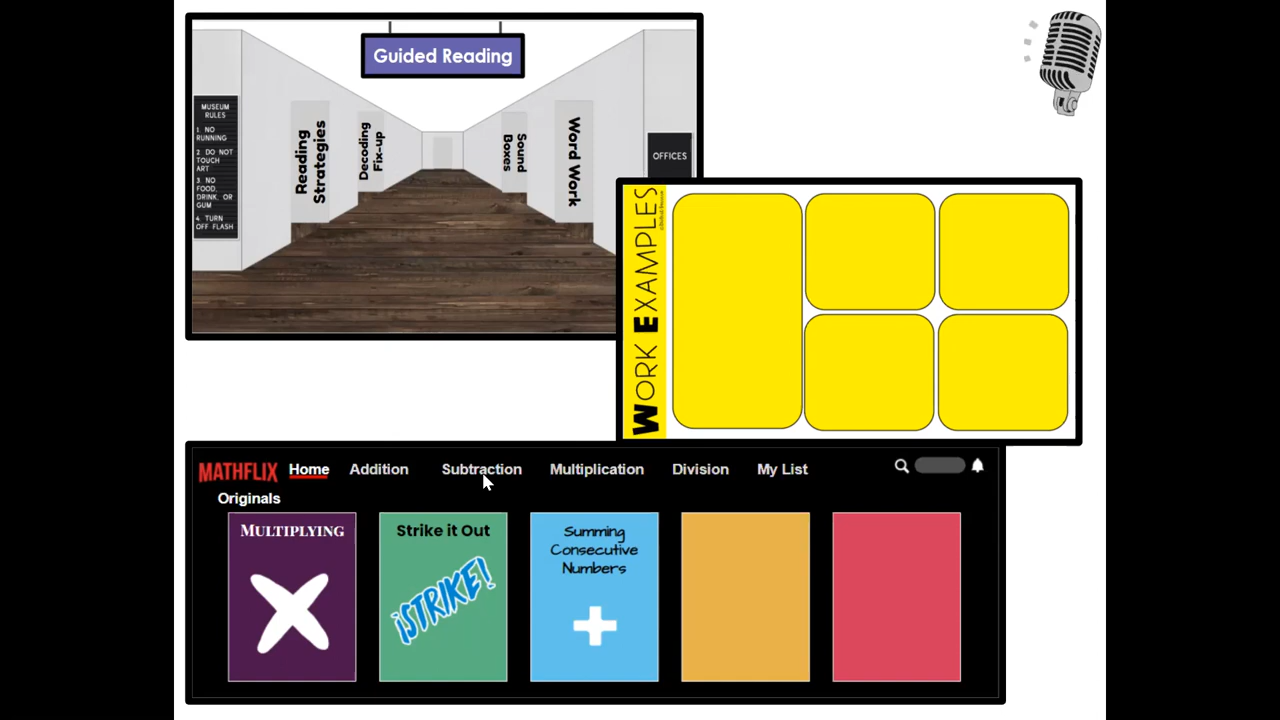 Guided Reading
MUSEUM
RULES
1. NO
RUNNING
2 DO NOT
TOUCH
ART
3 NO
FOOD,
DRINK, OR
GUM
4 TURN
OFF FLASH
Reading
Strategies
Decoding
Fix-up
Sound
Boxes
Word Work
OFFICES
WORK EXAMPLES
MATHFLIX
Home
Addition
Subtraction
Multiplication
Division
My List
Originals
MULTIPLYING
Strike it Out
¡STRIKE!
Summing
Consecutive
Numbers